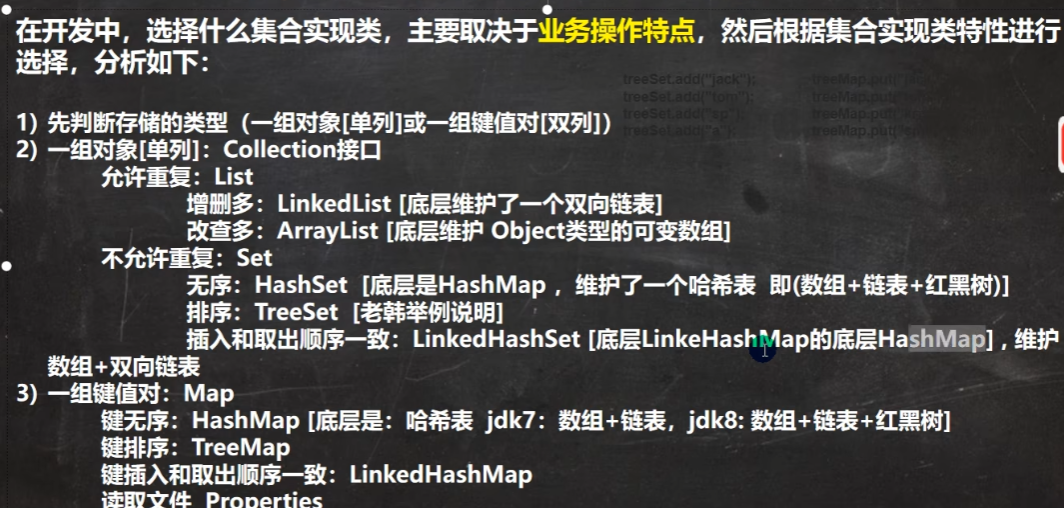 在开发中，选择什么集合实现类，主要取决于业务操作特点，然后根据集合实现类特性进行
选择，分析如下：
treeSet.add("jack");
treeSet.add("tom");
treeSet.add("sp");
treeSet.add("a");
1) 先判断存储的类型（一组对象[单列]或一组键值对[双列]）
2) 一组对象[单列]：Collection接口
允许重复：List
增删多：LinkedList [底层维护了一个双向链表]
改查多：ArrayList [底层维护 Object类型的可变数组]
不允许重复：Set
无序：HashSet [底层是HashMap ，维护了一个哈希表 即(数组+链表+红黑树)]
排序：TreeSet [老韩举例说明]
插入和取出顺序一致：LinkedHashSet [底层LinkeHashMap的底层HashMap] , 维护
数组+双向链表
3) 一组键值对：Map
键无序：HashMap [底层是：哈希表 jdk7：数组+链表，jdk8: 数组+链表+红黑树]
键排序：TreeMap
键插入和取出顺序一致：LinkedHashMap
读取文件 Properties